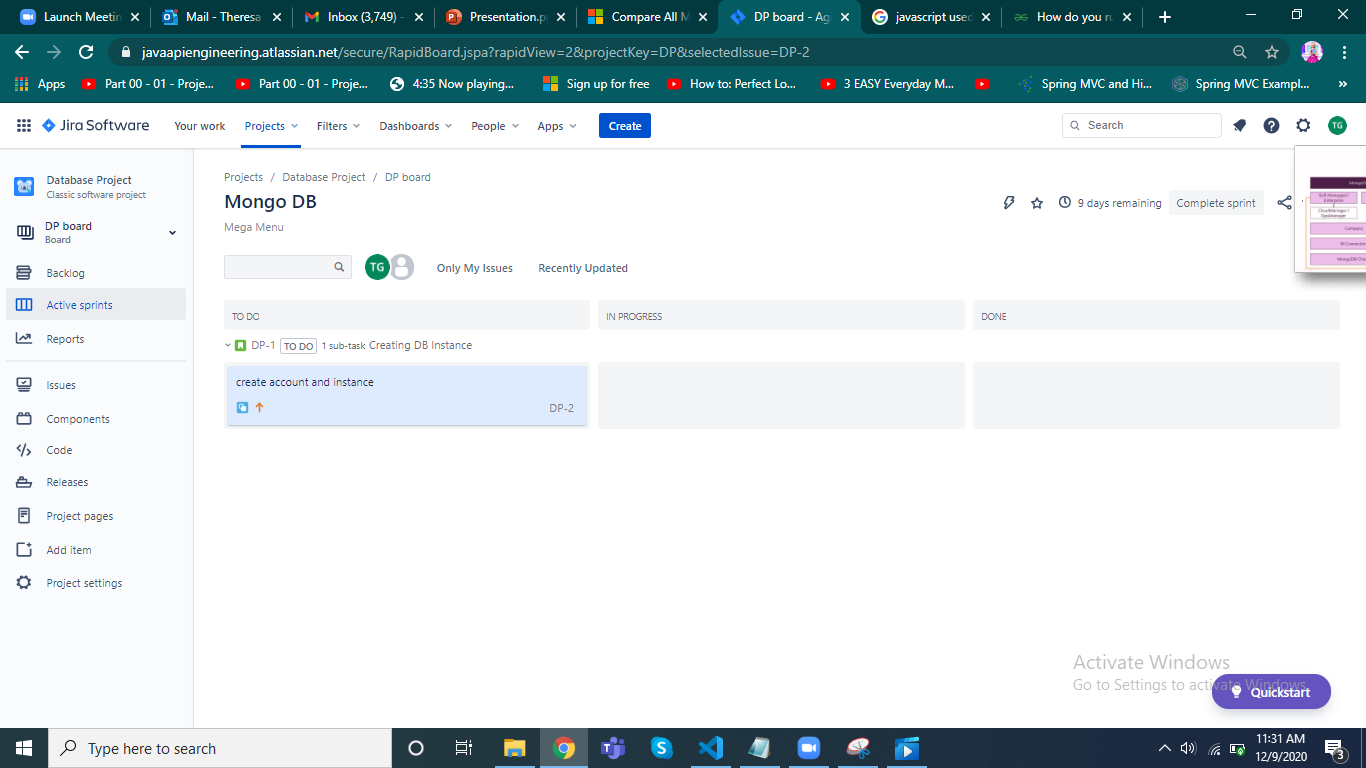 Launch Meetin
Mail - Theresa
Inbox (3,749) -
Presentation.p
Compare All M
DP board - Ag
javascript used
How do you ru
javaapiengineering.atlassian.net/secure/RapidBoard.jspa?rapidView=2&projectKey=DP&selectedIssue=DP-2
Apps
Part 00 - 01 - Proje...
Part 00 - 01 - Proje...
4:35 Now playing...
Sign up for free
How to: Perfect Lo...
3 EASY Everyday M...
Spring MVC and Hi...
Spring MVC Exampl...
»
Jira Software
Your work
Projects
Filters
Dashboards
People
Apps
Create
Search
TG
Database Project
Classic software project
DP board
Board
Backlog
Active sprints
Reports
Issues
Components
Code
Releases
Project pages
Add item
Project settings
Projects / Database Project / DP board
Mongo DB
Mega Menu
9 days remaining
Complete sprint
TG
Only My Issues
Recently Updated
TO DO
IN PROGRESS
DONE
DP-1 TO DO 1 sub-task Creating DB Instance
create account and instance
DP-2
Compass
Activate Windows
Go to Settings to activate Windows.
Quickstart
Type here to search
11:31 AM
12/9/2020
3